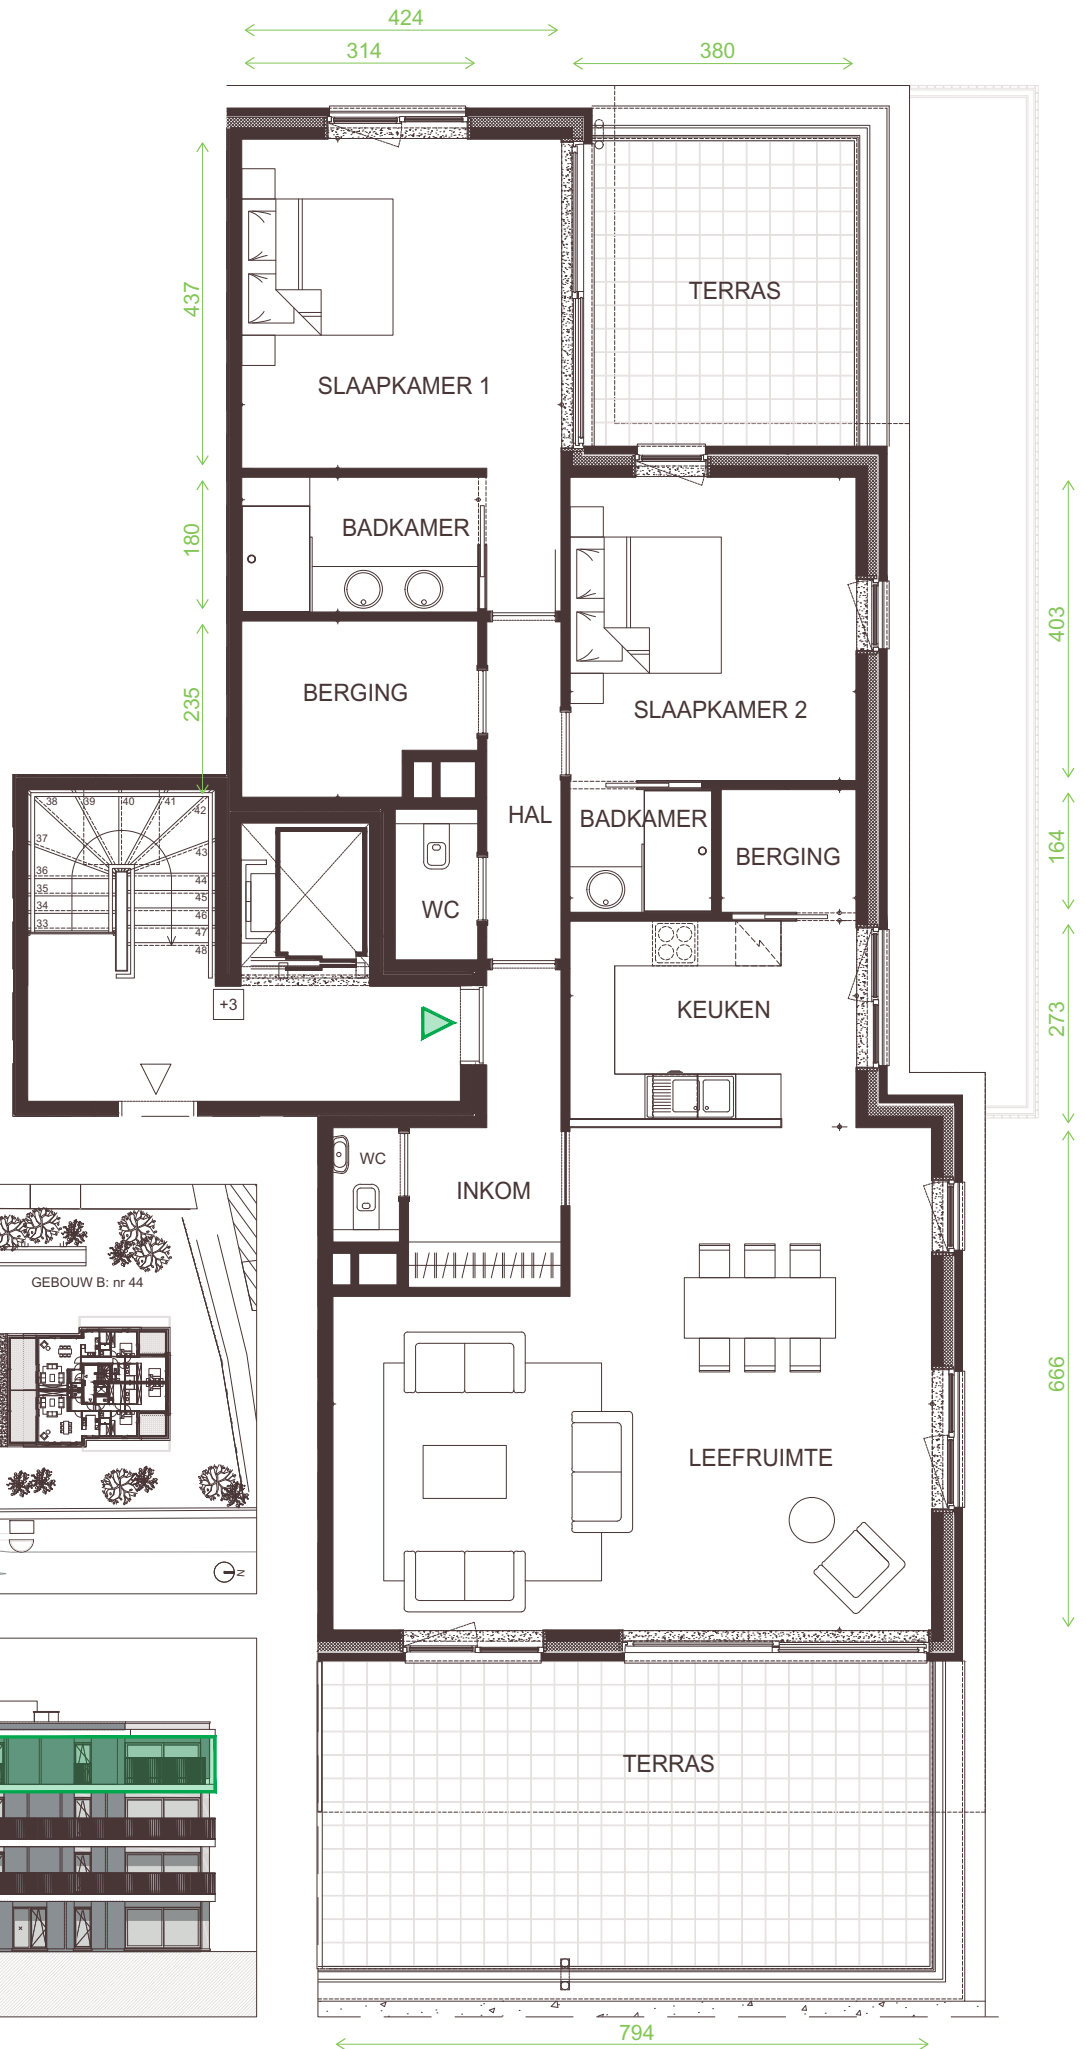 424
314
380
437
TERRAS
SLAAPKAMER 1
180
BADKAMER
403
235
BERGING
SLAAPKAMER 2
38 39 40 41 42
37 43
36 44
35 45
34 46
33 47
48
HAL
BADKAMER
164
BERGING
WC
+3
KEUKEN
273
WC
INKOM
GEBOUW B: nr 44
666
LEEFRUIMTE
N
TERRAS
794